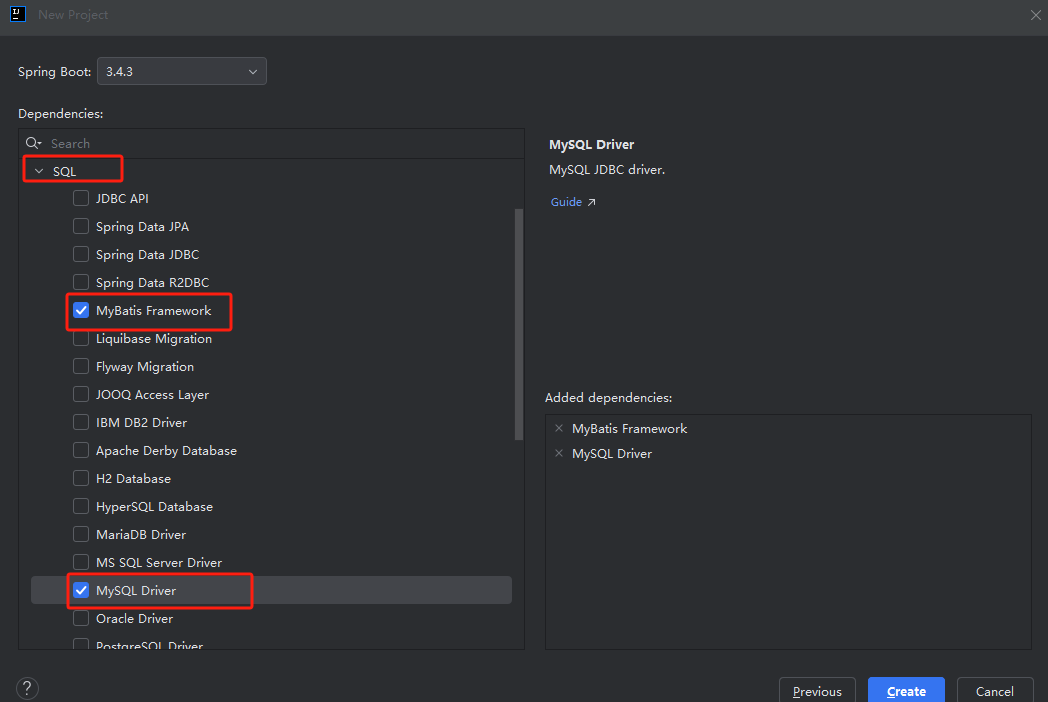 New Project
Spring Boot: 3.4.3
Dependencies:
Search
SQL
JDBC API
Spring Data JPA
Spring Data JDBC
Spring Data R2DBC
MyBatis Framework
Liquibase Migration
Flyway Migration
JOOQ Access Layer
IBM DB2 Driver
Apache Derby Database
H2 Database
HyperSQL Database
MariaDB Driver
MS SQL Server Driver
MySQL Driver
Oracle Driver
PostgreSQL Driver
MySQL Driver
MySQL JDBC driver.
Guide ↗
Added dependencies:
MyBatis Framework
MySQL Driver
?
Previous Create Cancel